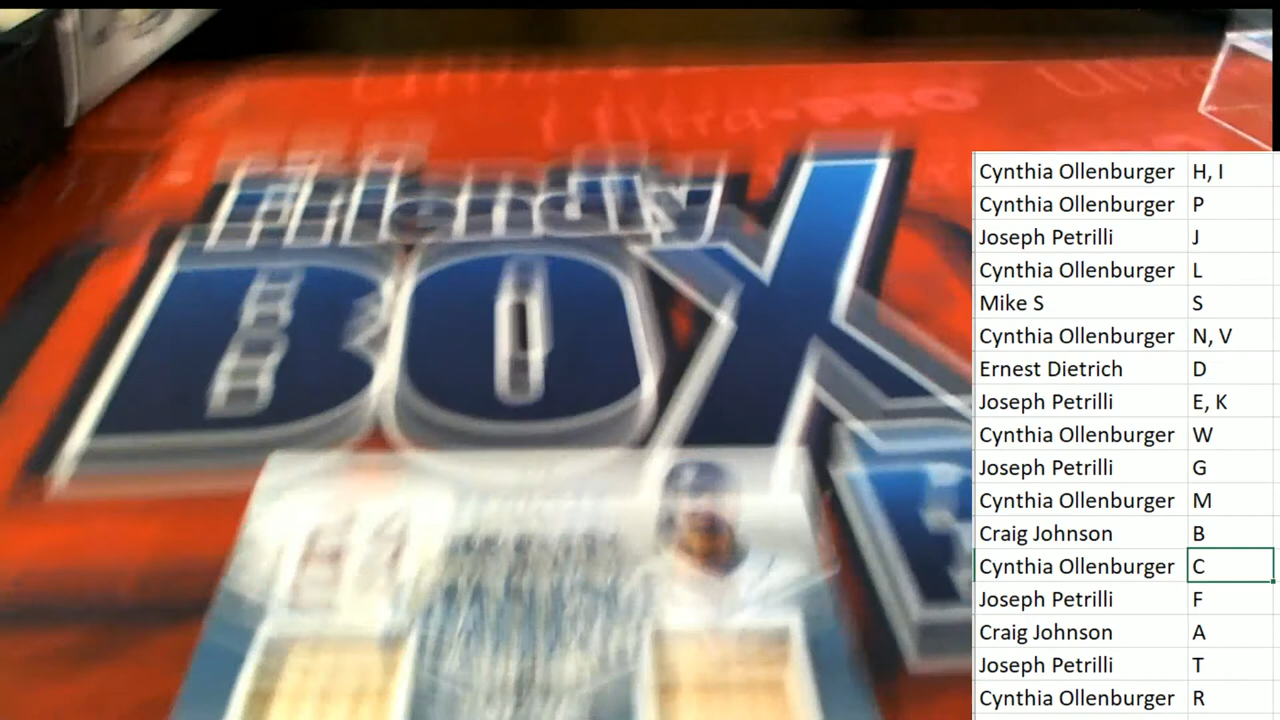 Ultra-PRO
Filendly
BOX
Cynthia Ollenburger H, I
Cynthia Ollenburger P
Joseph Petrilli J
Cynthia Ollenburger L
Mike S S
Cynthia Ollenburger N, V
Ernest Dietrich D
Joseph Petrilli E, K
Cynthia Ollenburger W
Joseph Petrilli G
Cynthia Ollenburger M
Craig Johnson B
Cynthia Ollenburger C
Joseph Petrilli F
Craig Johnson A
Joseph Petrilli T
Cynthia Ollenburger R